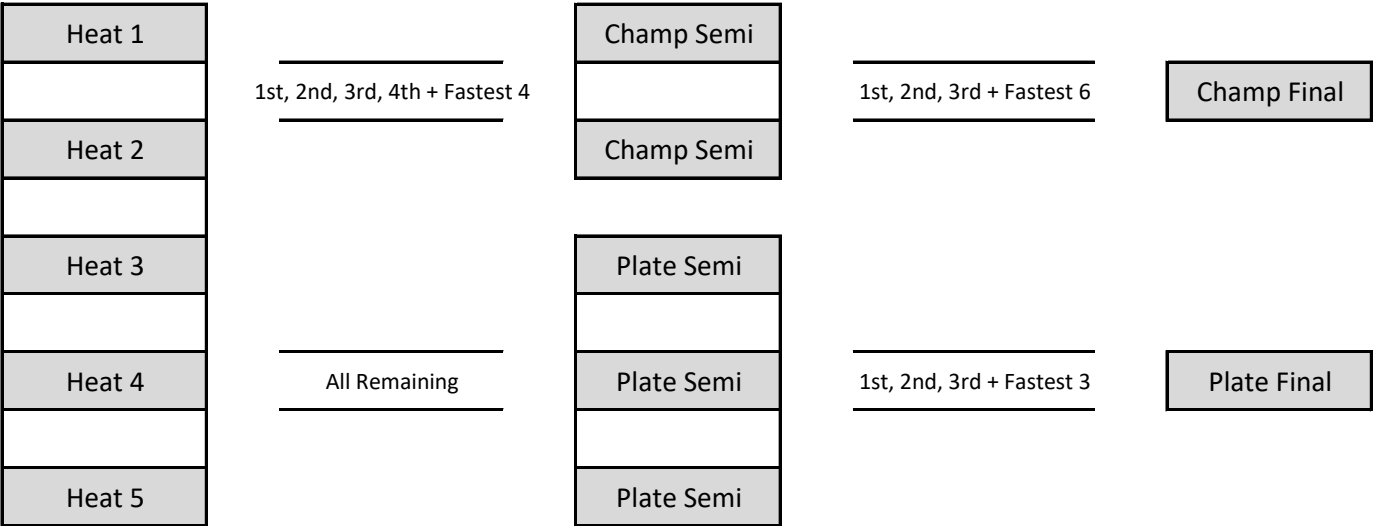 Heat 1
Champ Semi
1st, 2nd, 3rd, 4th + Fastest 4
1st, 2nd, 3rd + Fastest 6
Champ Final
Heat 2
Champ Semi
Heat 3
Plate Semi
Heat 4
All Remaining
Plate Semi
1st, 2nd, 3rd + Fastest 3
Plate Final
Heat 5
Plate Semi